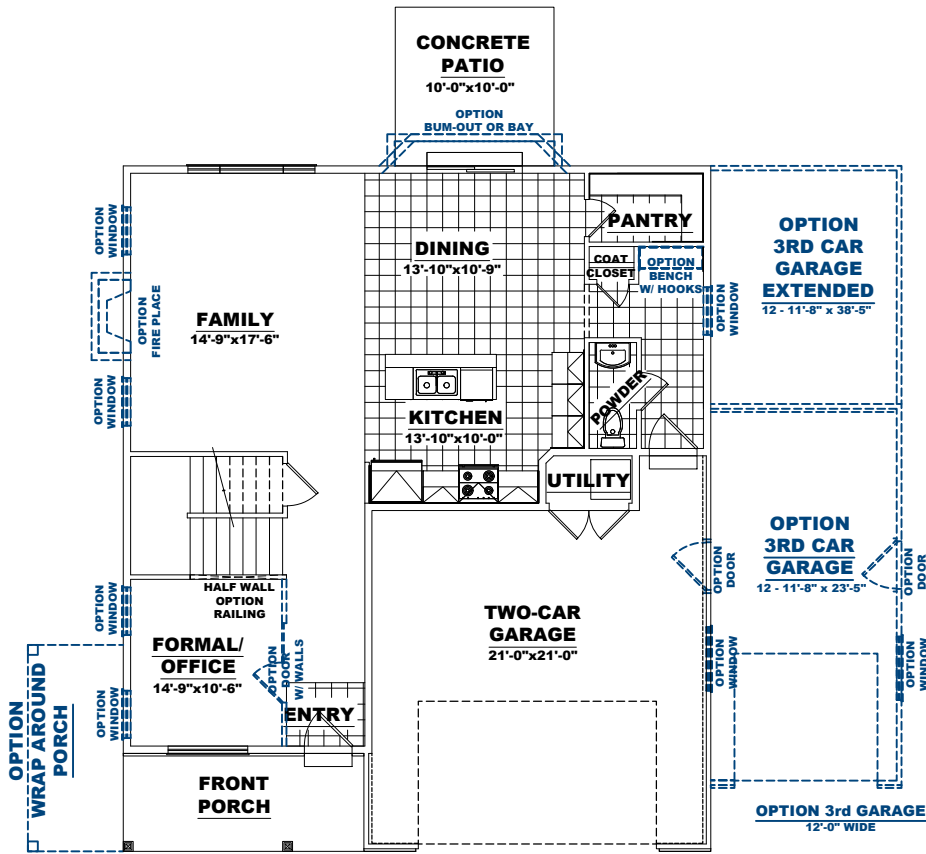 CONCRETE
PATIO
10'-0"x10'-0"
OPTION
BUM-OUT OR BAY
OPTION
WINDOW
DINING
13'-10"x10'-9"
PANTRY
COAT
CLOSET
OPTION
BENCH
W/ HOOKS
OPTION
WINDOW
OPTION
3RD CAR
GARAGE
EXTENDED
12 - 11'-8" x 38'-5"
OPTION
FIRE PLACE
FAMILY
14'-9"x17'-6"
OPTION
WINDOW
KITCHEN
13'-10"x10'-0"
POWDER
UTILITY
OPTION
3RD CAR
GARAGE
12 - 11'-8" x 23'-5"
OPTION
DOOR
OPTION
DOOR
HALF WALL
OPTION
RAILING
OPTION
WINDOW
FORMAL/
OFFICE
14'-9"x10'-6"
OPTION
DOOR
W/ WALLS
TWO-CAR
GARAGE
21'-0"x21'-0"
OPTION
WINDOW
OPTION
WINDOW
OPTION
WINDOW
ENTRY
OPTION
WRAP AROUND
PORCH
FRONT
PORCH
OPTION 3rd GARAGE
12'-0" WIDE